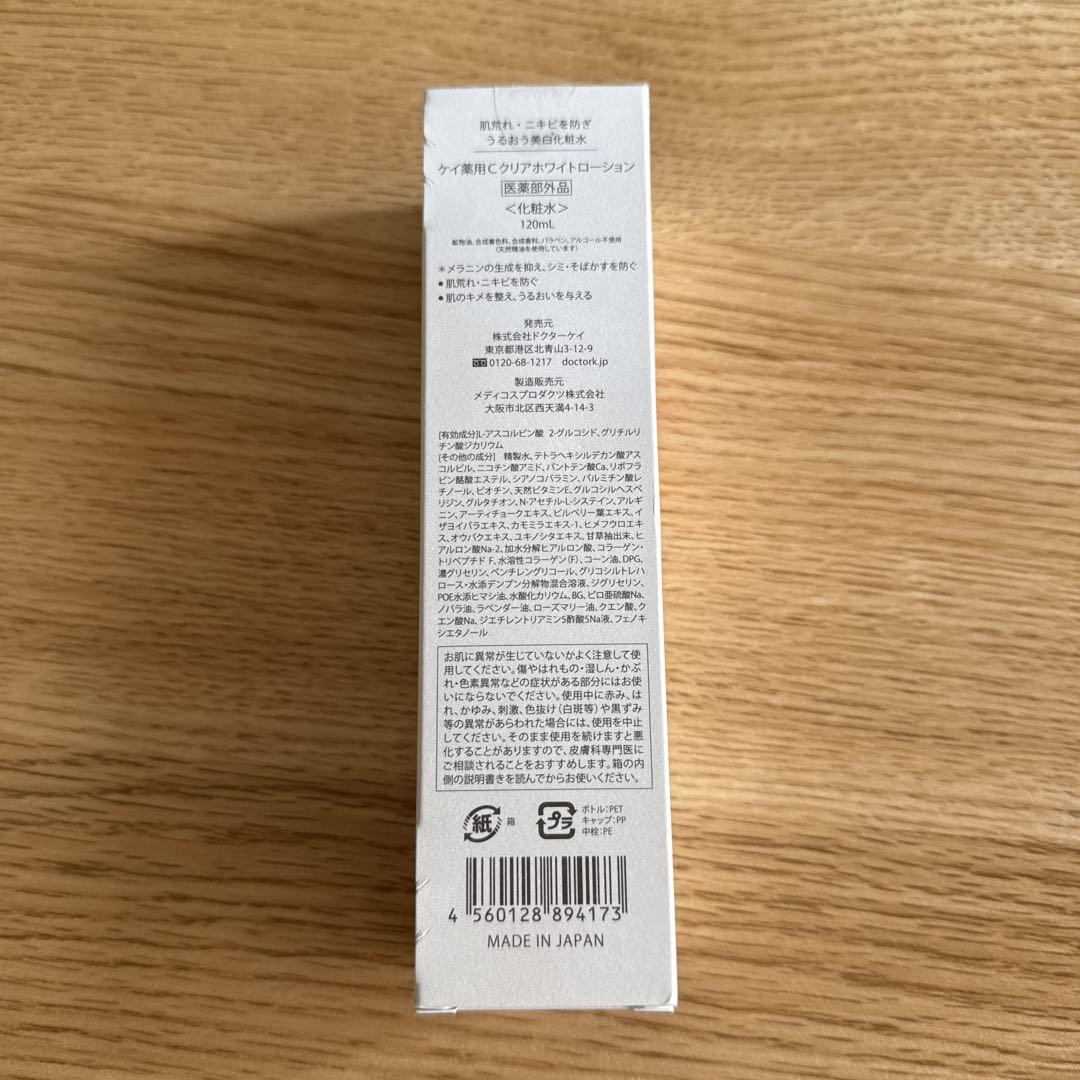 肌荒れ・ニキビを防ぎ
うるおう美白化粧水
ケイ薬用Cクリアホワイトローション
医薬部外品
<化粧水>
120mL
鉱物油、合成着色料、合成香料、パラベン、アルコール不使用
(天然精油を使用しています)
＊メラニンの生成を抑え、シミ・そばかすを防ぐ
●肌荒れ・ニキビを防ぐ
●肌のキメを整え、うるおいを与える
発売元
株式会社ドクターケイ
東京都港区北青山3-12-9
0120-68-1217 doctork.jp
製造販売元
メディコスプロダクツ株式会社
大阪市北区西天満4-14-3
[有効成分]L-アスコルビン酸 2-グルコシド、グリチルリ
チン酸ジカリウム
[その他の成分] 精製水、テトラヘキシルデカン酸アス
コルビル、ニコチン酸アミド、パントテン酸Ca、リボフラ
ビン酪酸エステル、シアノコバラミン、パルミチン酸レ
チノール、ビオチン、天然ビタミンE、グルコシルヘスペ
リジン、グルタチオン、N-アセチル-L-システイン、アルギ
ニン、アーティチョークエキス、ビルベリー葉エキス、イ
ザヨイバラエキス、カモミラエキス-1、ヒメフウロエキ
ス、オウバクエキス、ユキノシタエキス、甘草抽出末、ヒ
アルロン酸Na-2、加水分解ヒアルロン酸、コラーゲン・
トリペプチド F、水溶性コラーゲン(F)、コーン油、DPG、
濃グリセリン、ペンチレングリコール、グリコシルトレハ
ロース・水添デンプン分解物混合溶液、ジグリセリン、
POE水添ヒマシ油、水酸化カリウム、BG、ピロ亜硫酸Na、
ノバラ油、ラベンダー油、ローズマリー油、クエン酸、ク
エン酸Na、ジエチレントリアミン5酢酸5Na液、フェノキ
シエタノール
お肌に異常が生じていないかよく注意して使
用してください。傷やはれもの・湿しん・かぶ
れ・色素異常などの症状がある部分にはお使
いにならないでください。使用中に赤み、は
れ、かゆみ、刺激、色抜け(白斑等)や黒ずみ
等の異常があらわれた場合には、使用を中止
してください。そのまま使用を続けますと悪
化することがありますので、皮膚科専門医に
ご相談されることをおすすめします。箱の内
側の説明書きを読んでからお使いください。
紙 箱
プラ ボトル:PET
キャップ:PP
中栓:PE
4 560128 894173
MADE IN JAPAN